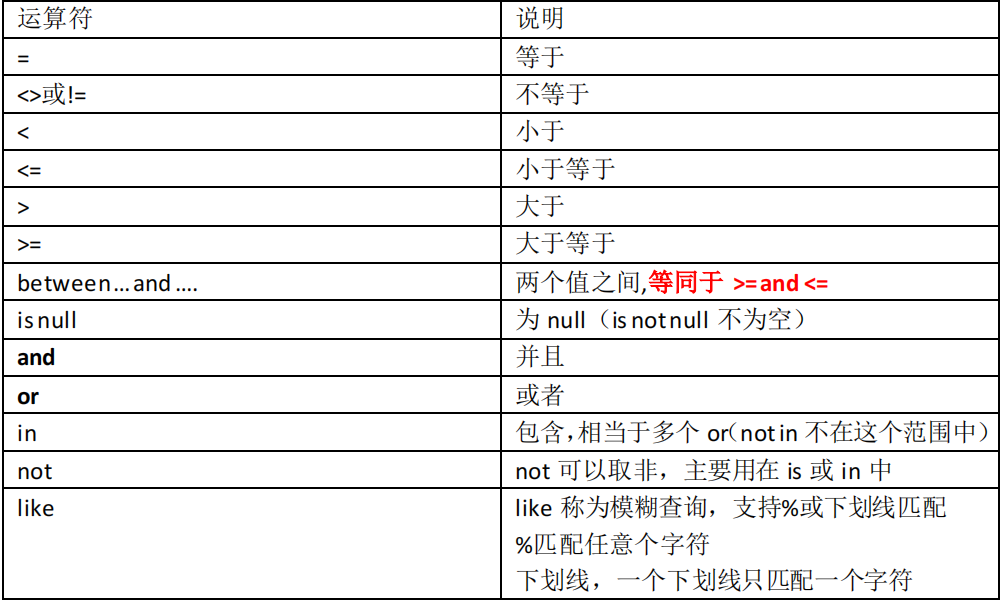 运算符 说明
= 等于
<>或!= 不等于
< 小于
<= 小于等于
> 大于
>= 大于等于
between … and …. 两个值之间,等同于 >= and <=
is null 为 null（is not null 不为空）
and 并且
or 或者
in 包含，相当于多个 or（not in 不在这个范围中）
not not 可以取非，主要用在 is 或 in 中
like like 称为模糊查询，支持%或下划线匹配
%匹配任意个字符
下划线，一个下划线只匹配一个字符